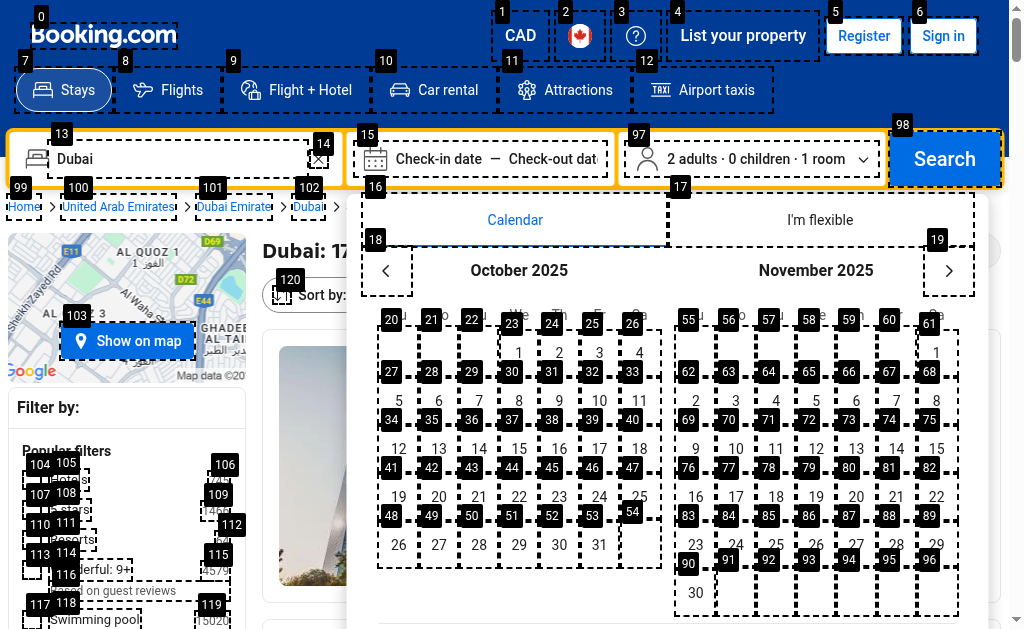 0 1 2 3 4 5 6
Booking.com CAD List your property Register Sign in
7 8 9 10 11 12
Stays Flights Flight + Hotel Car rental Attractions Airport taxis
13 14 15 97 98
Dubai Check-in date — Check-out dat 2 adults · 0 children · 1 room Search
99 100 101 102 16 17
Home United Arab Emirates Dubai Emirate Dubai
Calendar I'm flexible
18 19
Dubai: 17
October 2025 November 2025
120
Sort by:
E11 AL QUOZ 1 D69
القوز 1
D72
Sheikh Zayed Rd Al Waha St E44
AL 3
103
Show on map
القوز 3
Google Map data ©20
20 21 22 23 24 25 26 55 56 57 58 59 60 61
1 2 3 4 1
27 28 29 30 31 32 33 62 63 64 65 66 67 68
5 6 7 8 9 10 11 2 3 4 5 6 7 8
34 35 36 37 38 39 40 69 70 71 72 73 74 75
12 13 14 15 16 17 18 9 10 11 12 13 14 15
41 42 43 44 45 46 47 76 77 78 79 80 81 82
19 20 21 22 23 24 25 16 17 18 19 20 21 22
48 49 50 51 52 53 54 83 84 85 86 87 88 89
26 27 28 29 30 31 23 24 25 26 27 28 29
90 91 92 93 94 95 96
30
Filter by:
Popular filters
104 105 106
Hotels
107 108 109
5 stars 1466
110 111 112
Resorts
113 114 115
derful: 9+ 4579
116
Based on guest reviews
117 118 119
Swimming pool 15020